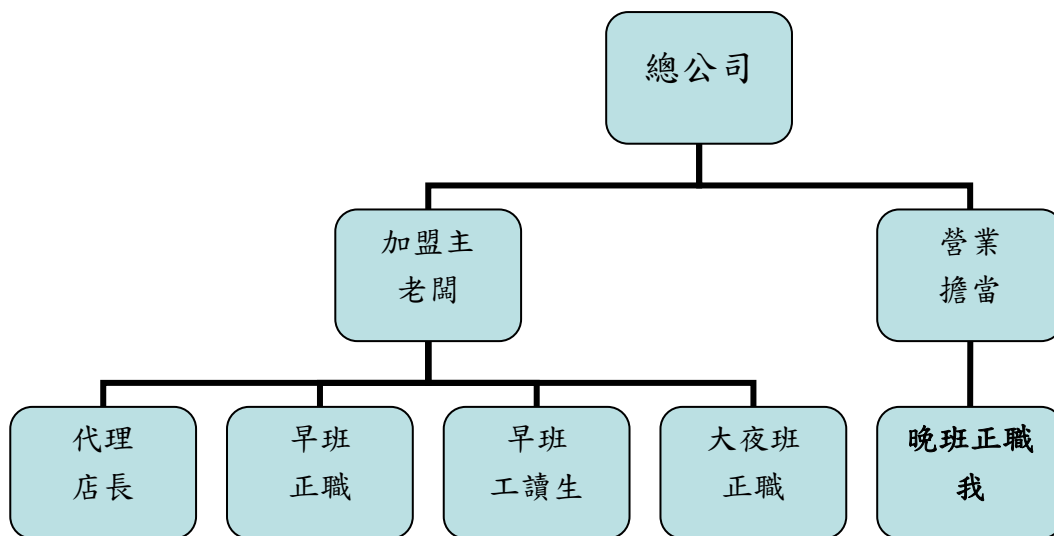 總公司
加盟主
老闆
營業
擔當
代理
店長
早班
正職
早班
工讀生
大夜班
正職
晚班正職
我